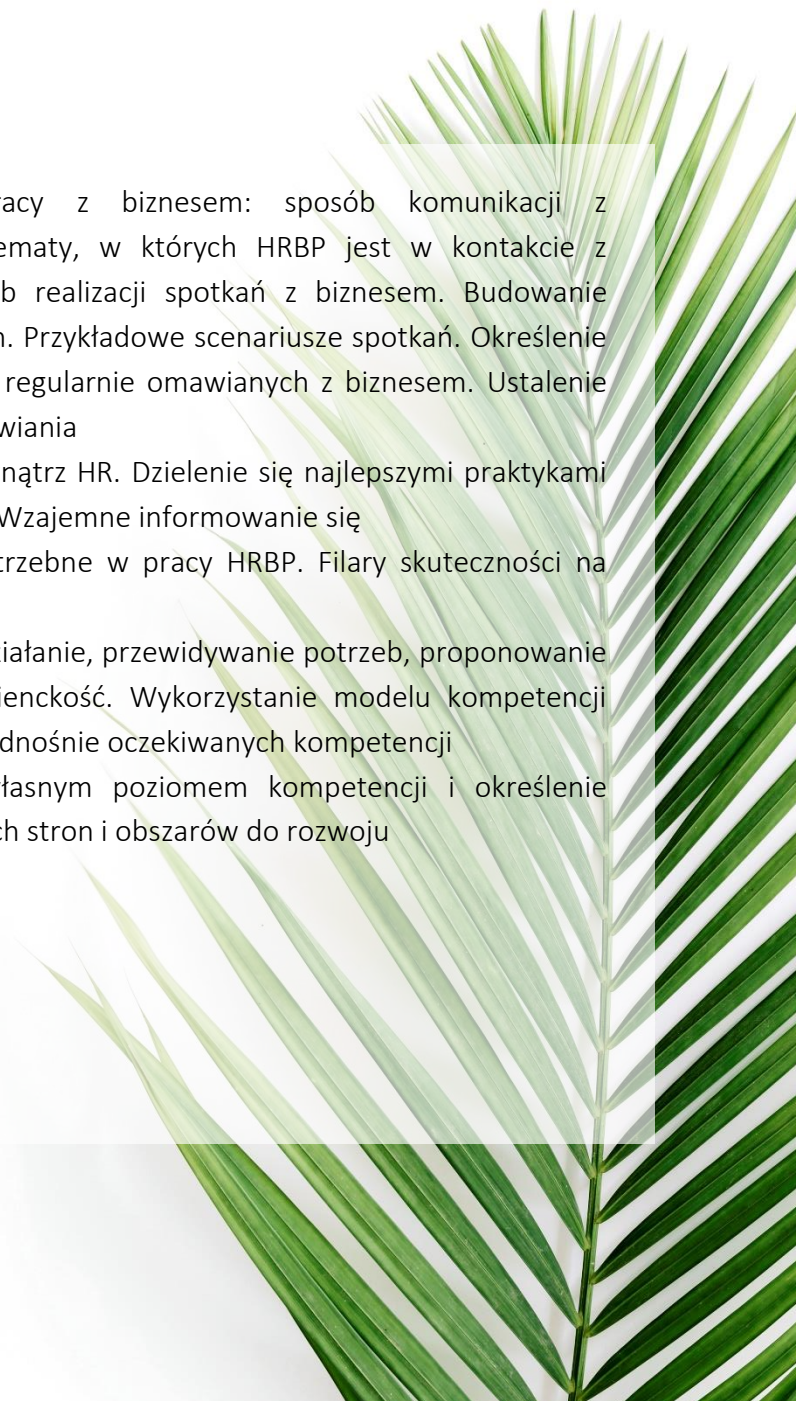 racy z biznesem: sposób komunikacji z
ematy, w których HRBP jest w kontakcie z
b realizacji spotkań z biznesem. Budowanie
n. Przykładowe scenariusze spotkań. Określenie
regularnie omawianych z biznesem. Ustalenie
wiania
nątrz HR. Dzielenie się najlepszymi praktykami
Wzajemne informowanie się
trzebne w pracy HRBP. Filary skuteczności na
iałanie, przewidywanie potrzeb, proponowanie
ienckość. Wykorzystanie modelu kompetencji
dnośnie oczekiwanych kompetencji
łasnym poziomem kompetencji i określenie
ch stron i obszarów do rozwoju